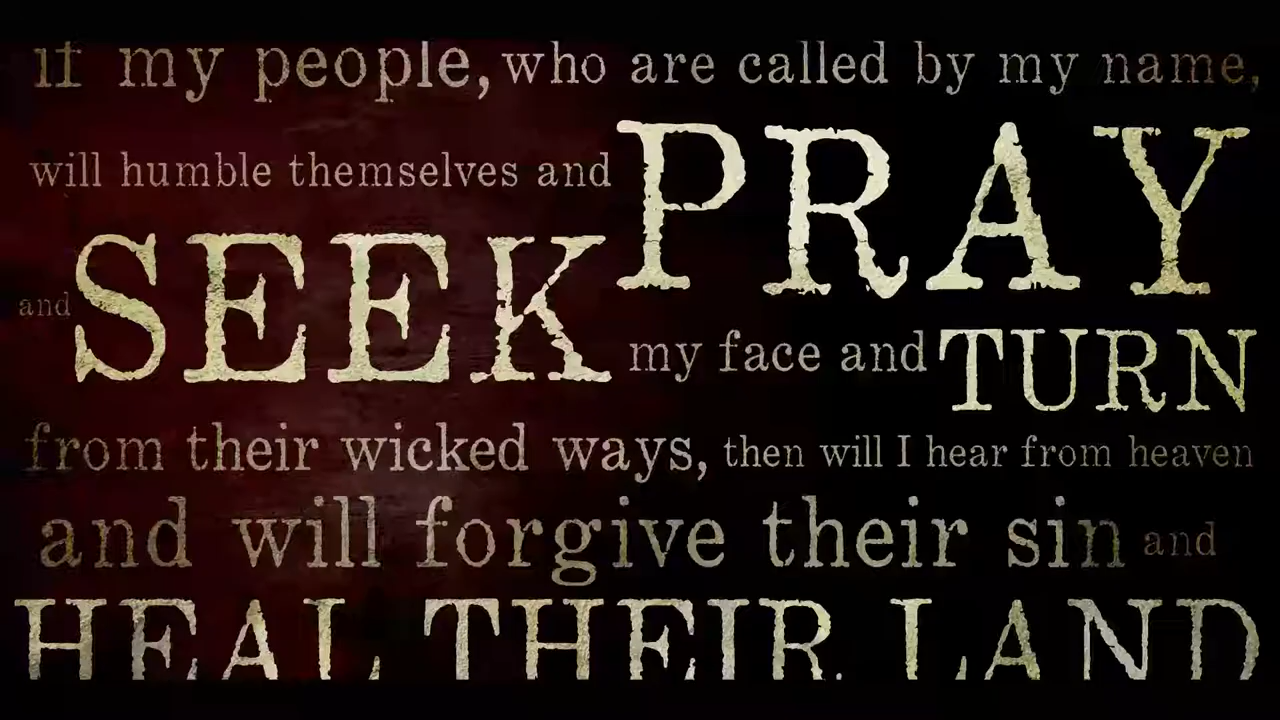 if my people, who are called by my name,
will humble themselves and PRAY
and SEEK my face and TURN
from their wicked ways, then will I hear from heaven
and will forgive their sin and
HEAL THEIR LAND